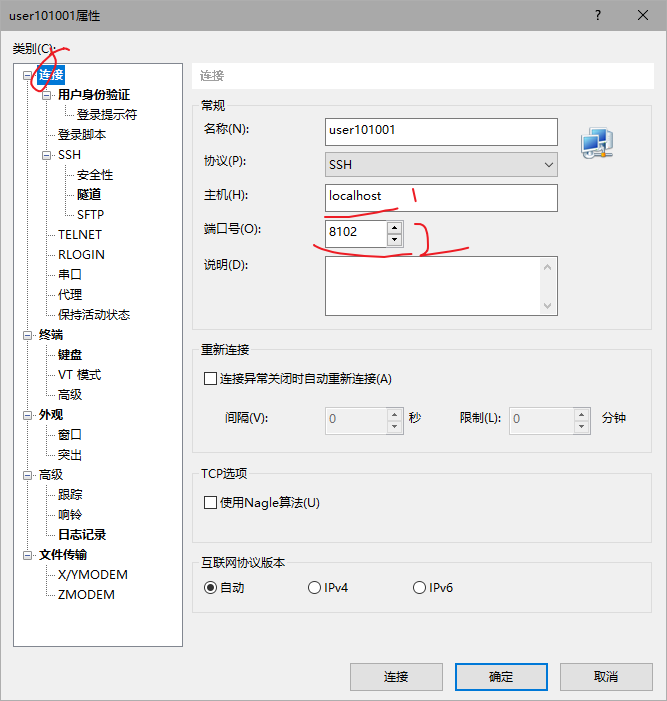 user101001属性
类别(C):
连接
用户身份验证
登录提示符
登录脚本
SSH
安全性
隧道
SFTP
TELNET
RLOGIN
串口
代理
保持活动状态
终端
键盘
VT 模式
高级
外观
窗口
突出
高级
跟踪
响铃
日志记录
文件传输
X/YMODEM
ZMODEM
连接
常规
名称(N): user101001
协议(P): SSH
主机(H): localhost 1
端口号(O): 8102 2
说明(D):
重新连接
连接异常关闭时自动重新连接(A)
间隔(V): 0 秒 限制(L): 0 分钟
TCP选项
使用Nagle算法(U)
互联网协议版本
自动 IPv4 IPv6
连接 确定 取消